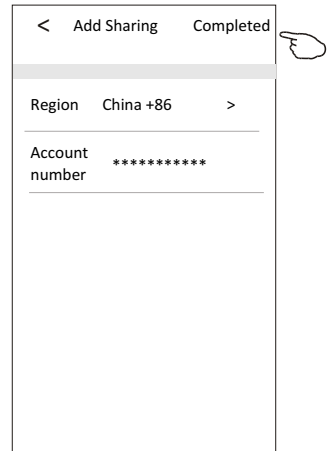 < Add Sharing Completed
Region China +86 >
Account
number ***********